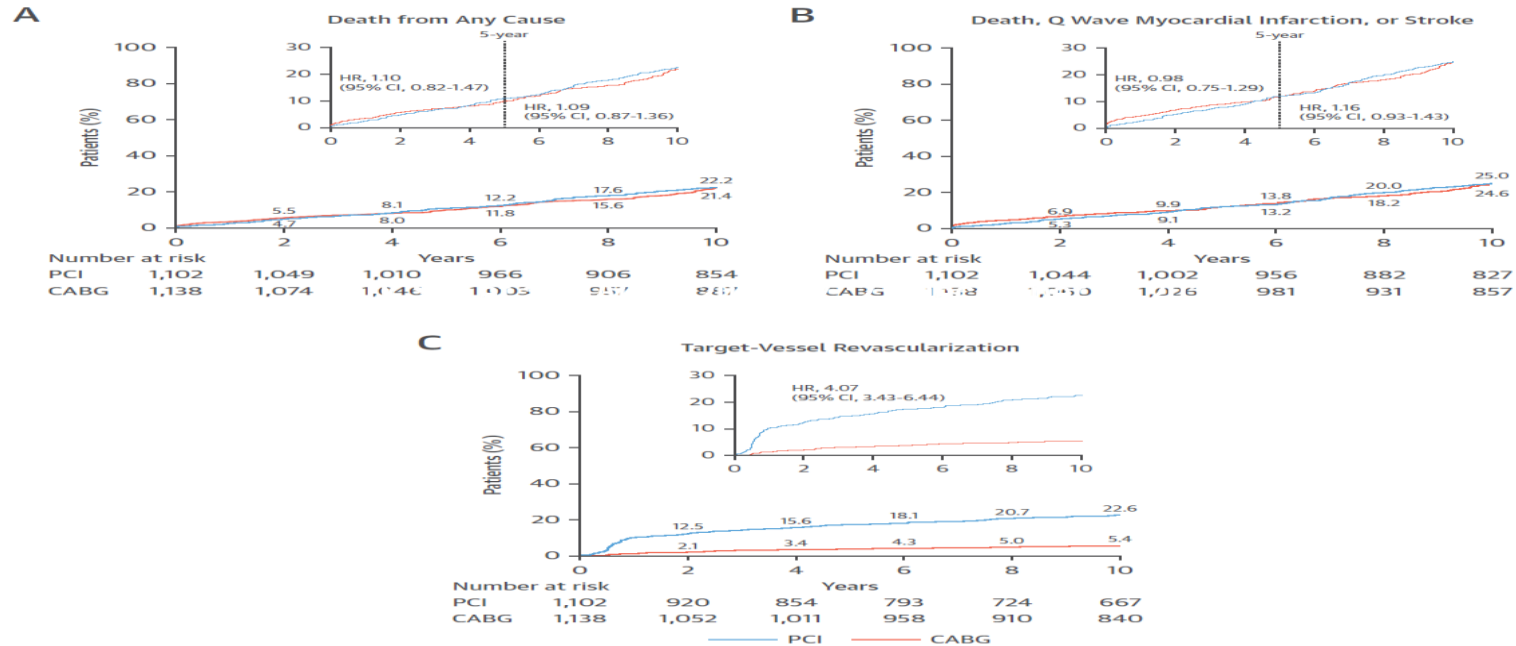 A
Death from Any Cause
5-year
Patients (%)
100
80
60
40
20
0
30
20
10
0
HR, 1.10
(95% CI, 0.82-1.47)
HR, 1.09
(95% CI, 0.87-1.36)
0 2 4 6 8 10
5.5 8.1 12.2 17.6 22.2
4.7 8.0 11.8 15.6 21.4
0 2 4 6 8 10
Number at risk Years
PCI 1,102 1,049 1,010 966 906 854
CABG 1,138 1,074
B
Death, Q Wave Myocardial Infarction, or Stroke
5-year
Patients (%)
100
80
60
40
20
0
30
20
10
0
HR, 0.98
(95% CI, 0.75-1.29)
HR, 1.16
(95% CI, 0.93-1.43)
0 2 4 6 8 10
6.9 9.9 13.8 20.0 25.0
5.3 9.1 13.2 18.2 24.6
0 2 4 6 8 10
Number at risk Years
PCI 1,102 1,044 1,002 956 882 827
CABG 981 931 857
C
Target-Vessel Revascularization
Patients (%)
100
80
60
40
20
0
30
20
10
0
HR, 4.07
(95% CI, 3.43-6.44)
0 2 4 6 8 10
12.5 15.6 18.1 20.7 22.6
2.1 3.4 4.3 5.0 5.4
0 2 4 6 8 10
Number at risk Years
PCI 1,102 920 854 793 724 667
CABG 1,138 1,052 1,011 958 910 840
PCI CABG